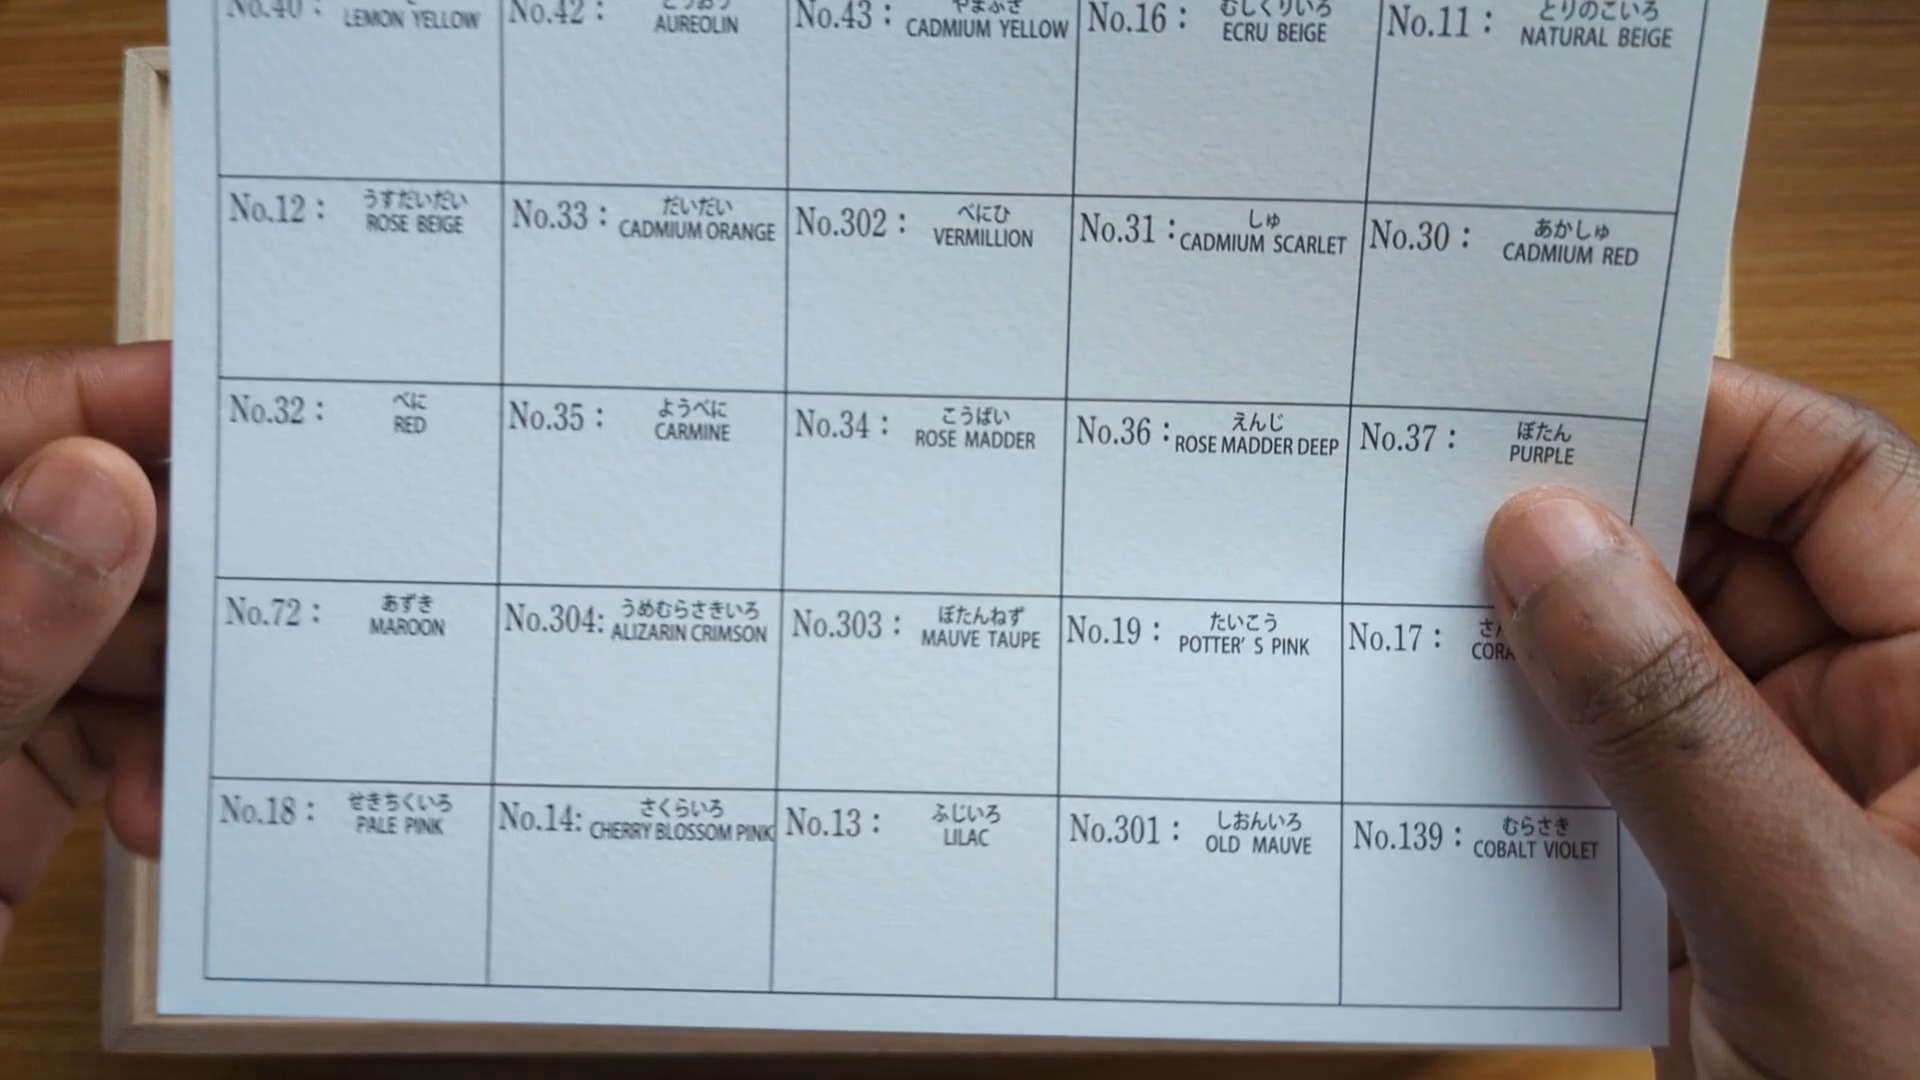 No.40： LEMON YELLOW
No.42： とうおう AUREOLIN
No.43： やまぶき CADMIUM YELLOW
No.16： むしくりいろ ECRU BEIGE
No.11： とりのこいろ NATURAL BEIGE
No.12： うすだいだい ROSE BEIGE
No.33： だいだい CADMIUM ORANGE
No.302： べにひ VERMILLION
No.31： しゅ CADMIUM SCARLET
No.30： あかしゅ CADMIUM RED
No.32： べに RED
No.35： ようべに CARMINE
No.34： こうばい ROSE MADDER
No.36： えんじ ROSE MADDER DEEP
No.37： ぼたん PURPLE
No.72： あずき MAROON
No.304: うめむらさきいろ ALIZARIN CRIMSON
No.303： ぼたんねず MAUVE TAUPE
No.19： たいこう POTTER'S PINK
No.17：
No.18： せきちくいろ PALE PINK
No.14: さくらいろ CHERRY BLOSSOM PINK
No.13： ふじいろ LILAC
No.301： しおんいろ OLD MAUVE
No.139： むらさき COBALT VIOLET